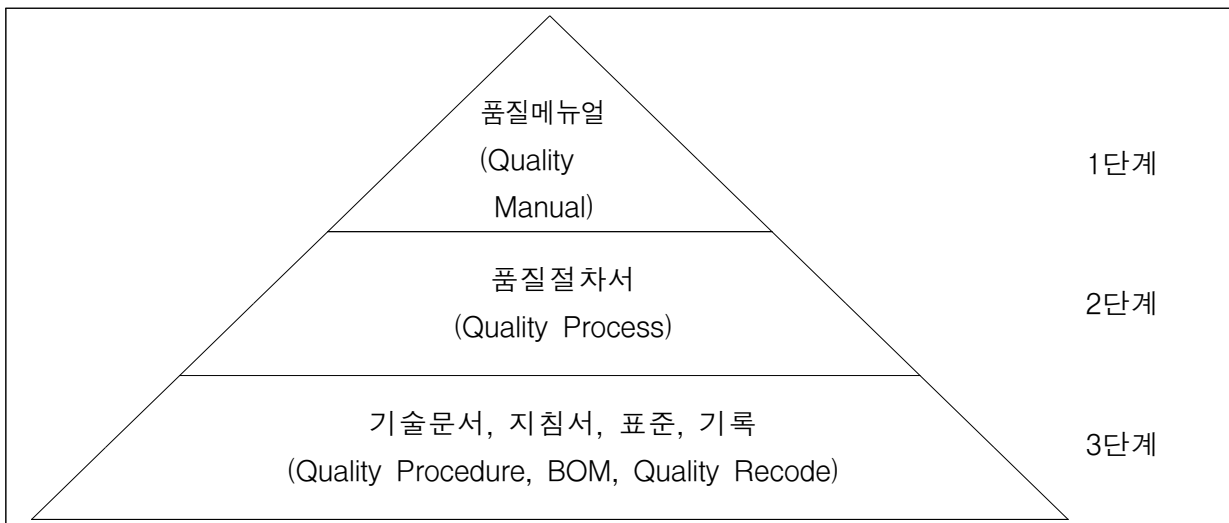 품질메뉴얼
(Quality
Manual)
1단계
품질절차서
(Quality Process)
2단계
기술문서, 지침서, 표준, 기록
(Quality Procedure, BOM, Quality Recode)
3단계